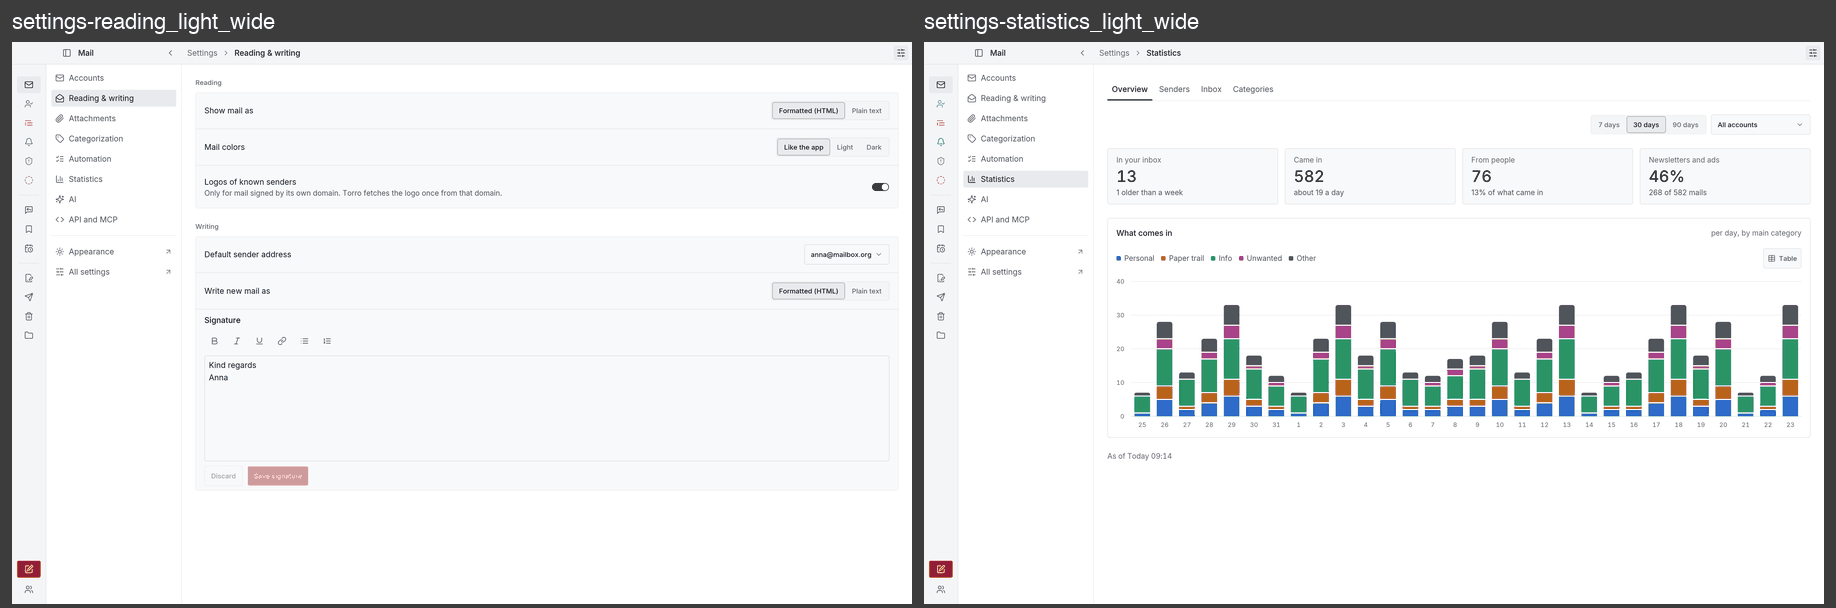 settings-reading_light_wide
Mail
Settings > Reading & writing
Accounts
Reading & writing
Attachments
Categorization
Automation
Statistics
AI
API and MCP
Appearance
All settings
Reading
Show mail as
Formatted (HTML) Plain text
Mail colors
Like the app Light Dark
Logos of known senders
Only for mail signed by its own domain. Torro fetches the logo once from that domain.
Writing
Default sender address
anna@mailbox.org
Write new mail as
Formatted (HTML) Plain text
Signature
B I U
Kind regards
Anna
Discard Save signature
settings-statistics_light_wide
Mail
Settings > Statistics
Accounts
Reading & writing
Attachments
Categorization
Automation
Statistics
AI
API and MCP
Appearance
All settings
Overview Senders Inbox Categories
7 days 30 days 90 days All accounts
In your inbox
13
1 older than a week
Came in
582
about 19 a day
From people
76
13% of what came in
Newsletters and ads
46%
268 of 582 mails
What comes in
per day, by main category
Personal Paper trail Info Unwanted Other
Table
40
30
20
10
0
25 26 27 28 29 30 31 1 2 3 4 5 6 7 8 9 10 11 12 13 14 15 16 17 18 19 20 21 22 23
As of Today 09:14